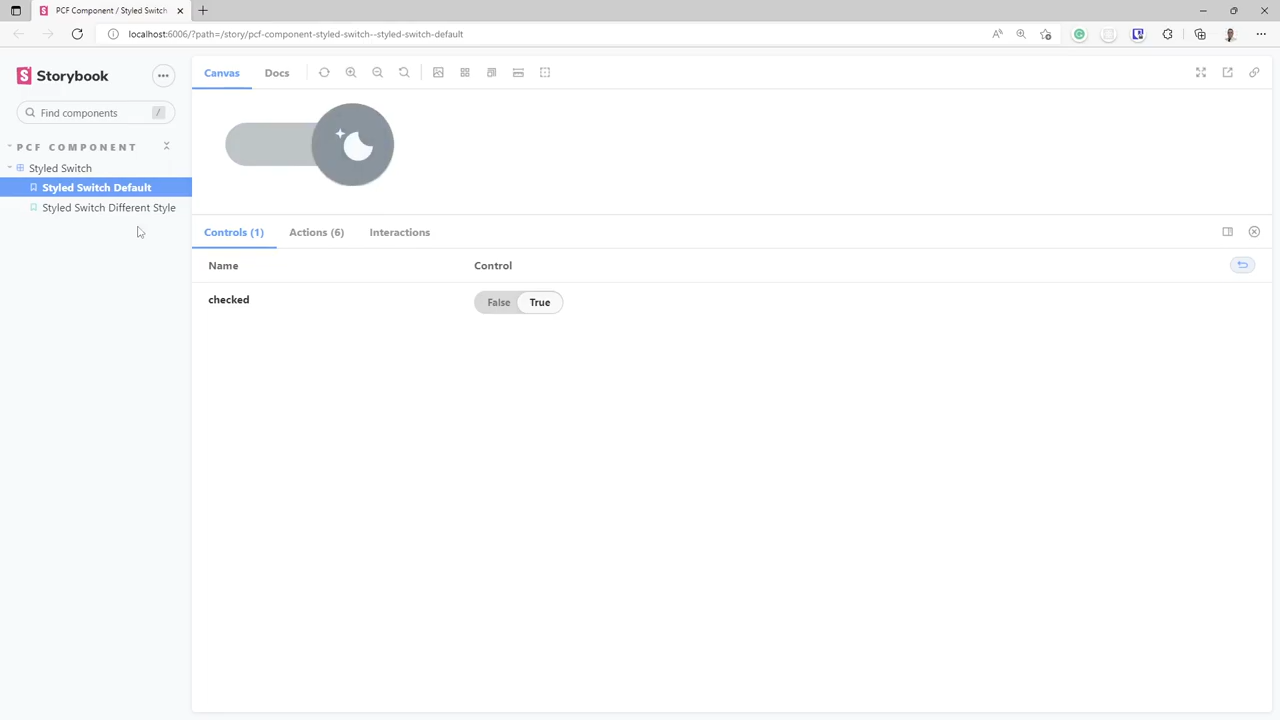 PCF Component / Styled Switch
localhost:6006/?path=/story/pcf-component-styled-switch--styled-switch-default
Storybook
Canvas
Docs
Find components
/
PCF COMPONENT
Styled Switch
Styled Switch Default
Styled Switch Different Style
Controls (1)
Actions (6)
Interactions
Name
Control
checked
False
True